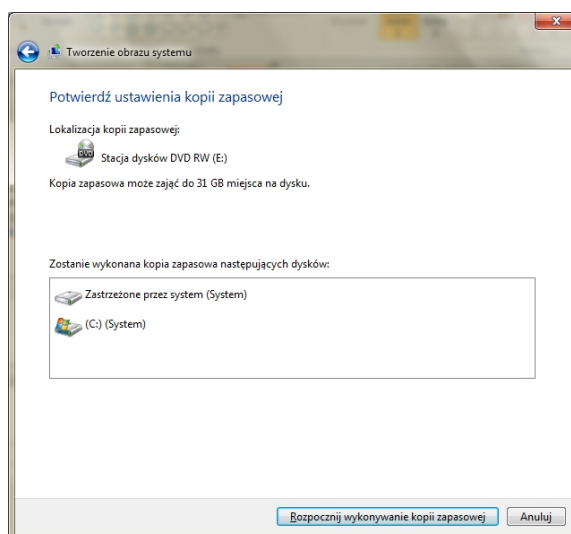 Tworzenie obrazu systemu
Potwierdź ustawienia kopii zapasowej
Lokalizacja kopii zapasowej:
DVD
Stacja dysków DVD RW (E:)
Kopia zapasowa może zająć do 31 GB miejsca na dysku.
Zostanie wykonana kopia zapasowa następujących dysków:
Zastrzeżone przez system (System)
(C:) (System)
Rozpocznij wykonywanie kopii zapasowej Anuluj